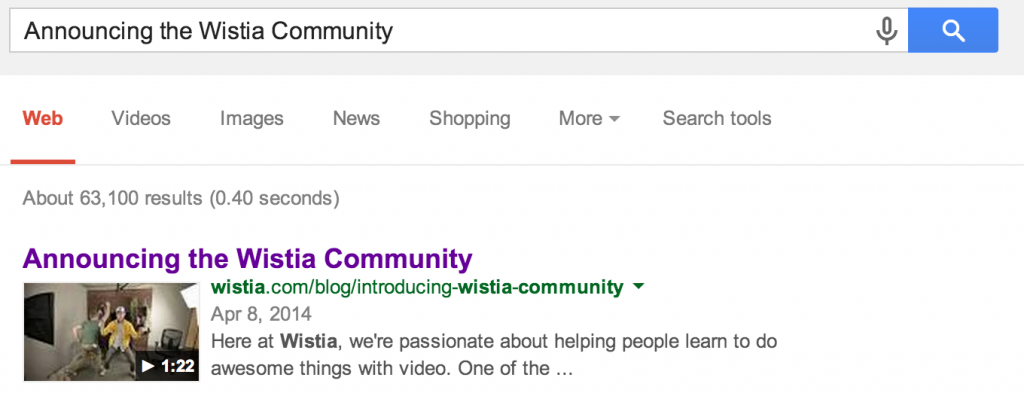 Announcing the Wistia Community
Web Videos Images News Shopping More Search tools
About 63,100 results (0.40 seconds)
Announcing the Wistia Community
wistia.com/blog/introducing-wistia-community
Apr 8, 2014
Here at Wistia, we're passionate about helping people learn to do
awesome things with video. One of the ...
1:22